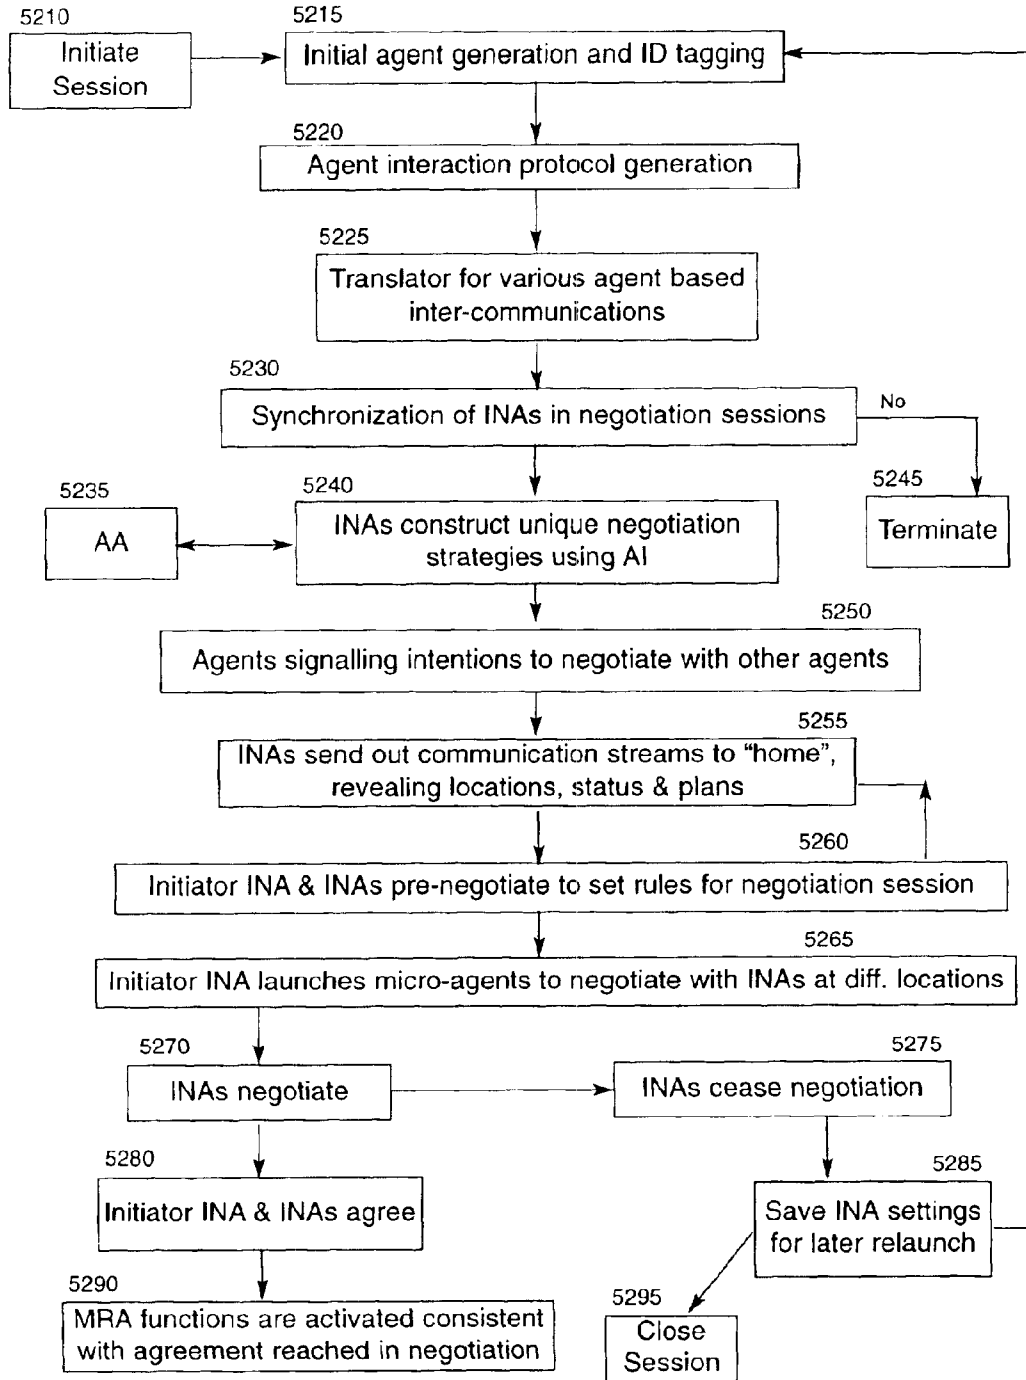 5210
Initiate
Session
5215
Initial agent generation and ID tagging
5220
Agent interaction protocol generation
5225
Translator for various agent based
inter-communications
5230
Synchronization of INAs in negotiation sessions
No
5235
AA
5240
INAs construct unique negotiation
strategies using AI
5245
Terminate
5250
Agents signalling intentions to negotiate with other agents
5255
INAs send out communication streams to “home”,
revealing locations, status & plans
5260
Initiator INA & INAs pre-negotiate to set rules for negotiation session
5265
Initiator INA launches micro-agents to negotiate with INAs at diff. locations
5270
INAs negotiate
5275
INAs cease negotiation
5280
Initiator INA & INAs agree
5285
Save INA settings
for later relaunch
5290
MRA functions are activated consistent
with agreement reached in negotiation
5295
Close
Session